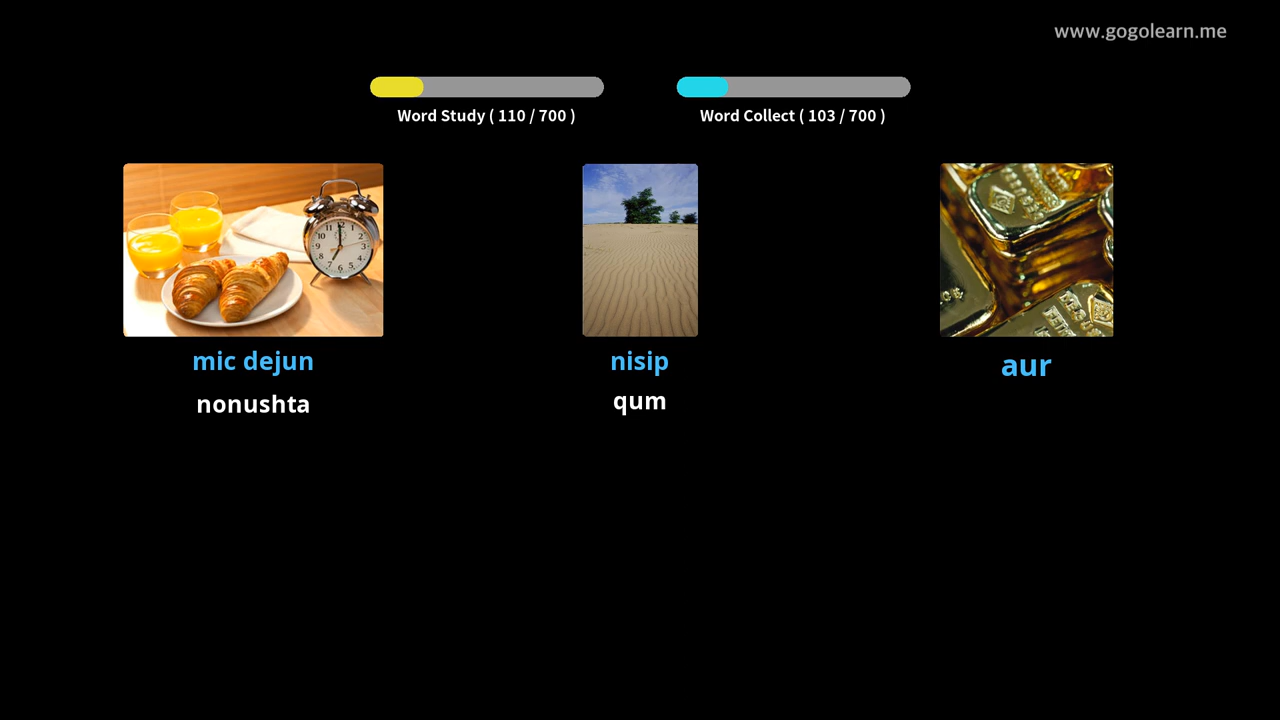 www.gogolearn.me
Word Study ( 110 / 700 )
Word Collect ( 103 / 700 )
mic dejun
nonushta
nisip
qum
aur